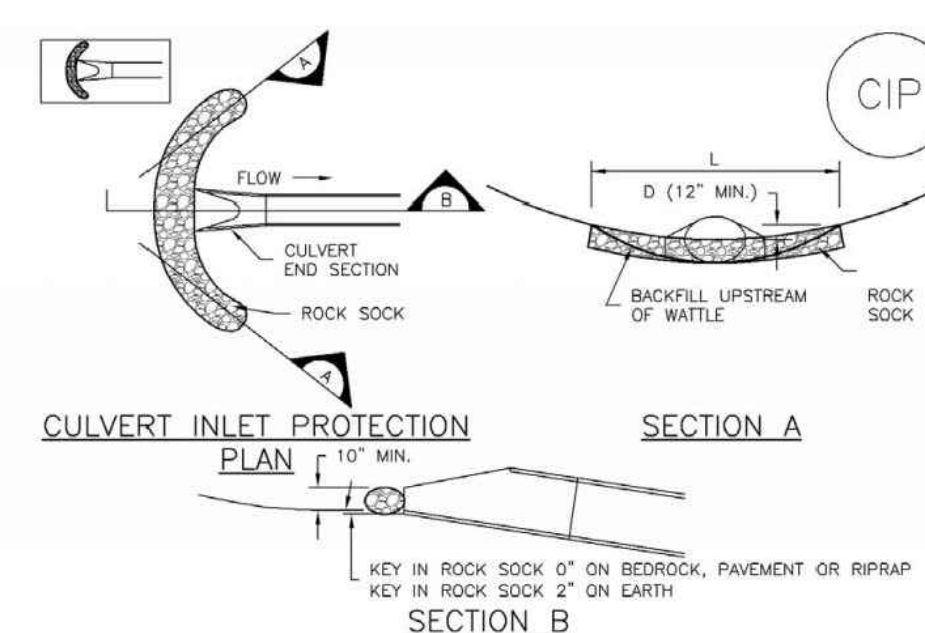 A
FLOW
B
CULVERT
END SECTION
ROCK SOCK
A
CULVERT INLET PROTECTION
PLAN
CIP
L
D (12" MIN.)
BACKFILL UPSTREAM
OF WATTLE
ROCK
SOCK
SECTION A
10" MIN.
KEY IN ROCK SOCK 0" ON BEDROCK, PAVEMENT OR RIPRAP
KEY IN ROCK SOCK 2" ON EARTH
SECTION B